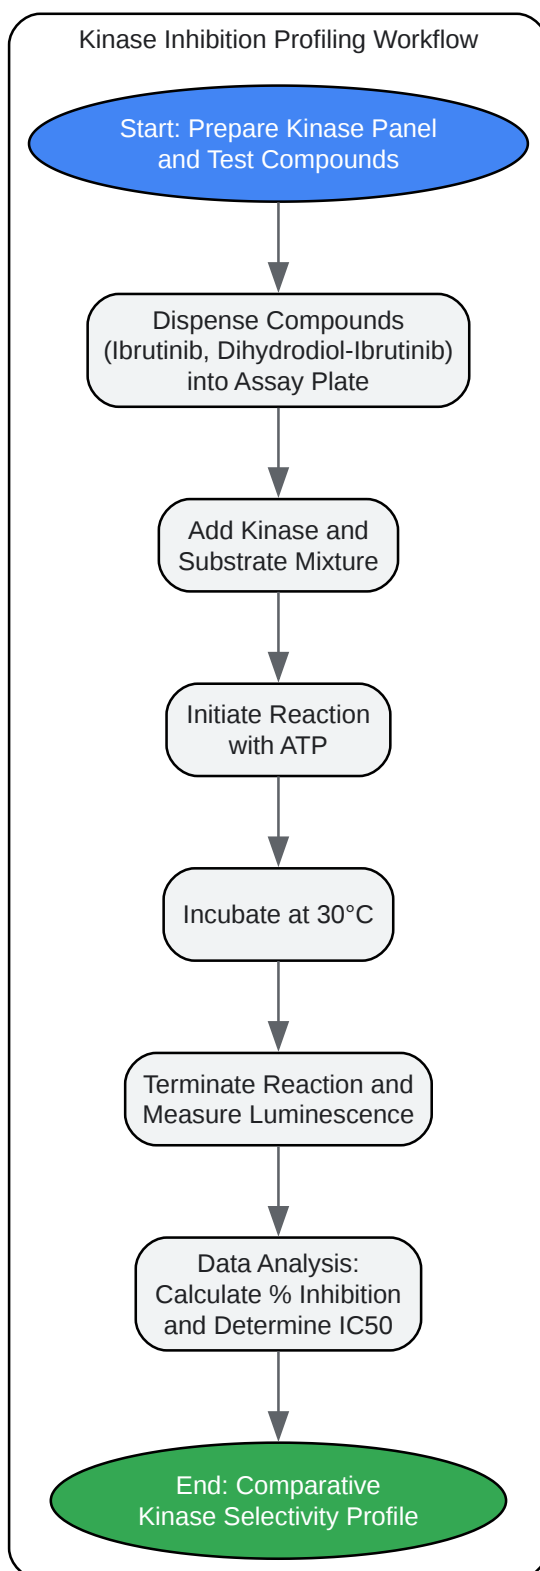 Kinase Inhibition Profiling Workflow
Start: Prepare Kinase Panel
and Test Compounds
Dispense Compounds
(Ibrutinib, Dihydrodiol-Ibrutinib)
into Assay Plate
Add Kinase and
Substrate Mixture
Initiate Reaction
with ATP
Incubate at 30°C
Terminate Reaction and
Measure Luminescence
Data Analysis:
Calculate % Inhibition
and Determine IC50
End: Comparative
Kinase Selectivity Profile